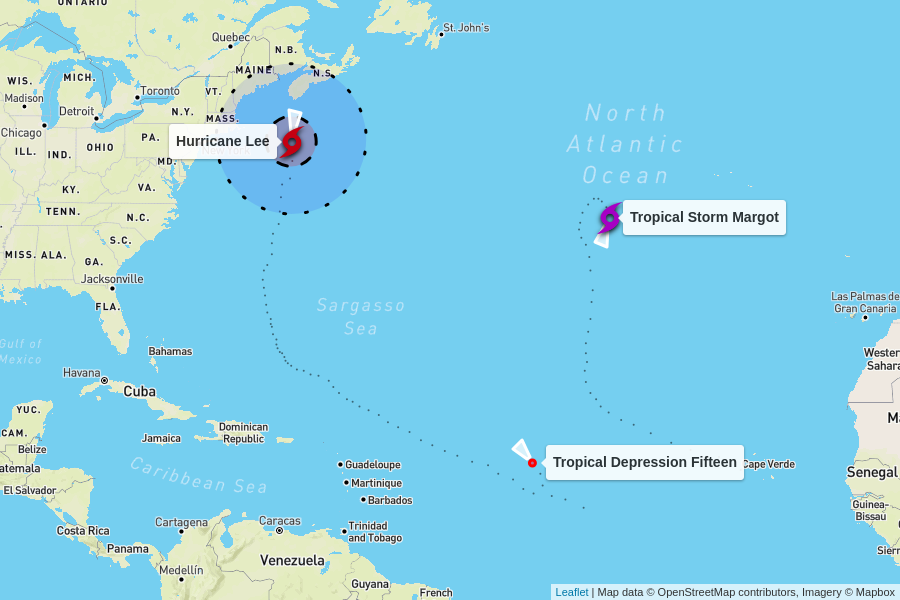 ONTARIO
St. John's
Quebec
N.B.
MAINE
N.S.
WIS.
MICH.
Toronto
VT.
Madison
Detroit
N.Y.
MASS.
Chicago
North
Atlantic
Ocean
PA.
Hurricane Lee
ILL.
IND.
OHIO
MD.
KY.
VA.
TENN.
N.C.
Tropical Storm Margot
S.C.
MISS.
ALA.
GA.
Jacksonville
Las Palmas de
Gran Canaria
FLA.
Sargasso
Sea
Gulf of
Mexico
Bahamas
Western
Sahara
Havana
Cuba
YUC.
CAM.
Dominican
Republic
Jamaica
Belize
Guatemala
Tropical Depression Fifteen
Cape Verde
Guadeloupe
Martinique
Barbados
Caribbean Sea
El Salvador
Senegal
Guinea-
Bissau
Cartagena
Caracas
Trinidad
and Tobago
Costa Rica
Panama
Venezuela
Medellín
Guyana
French
Leaflet | Map data © OpenStreetMap contributors, Imagery © Mapbox